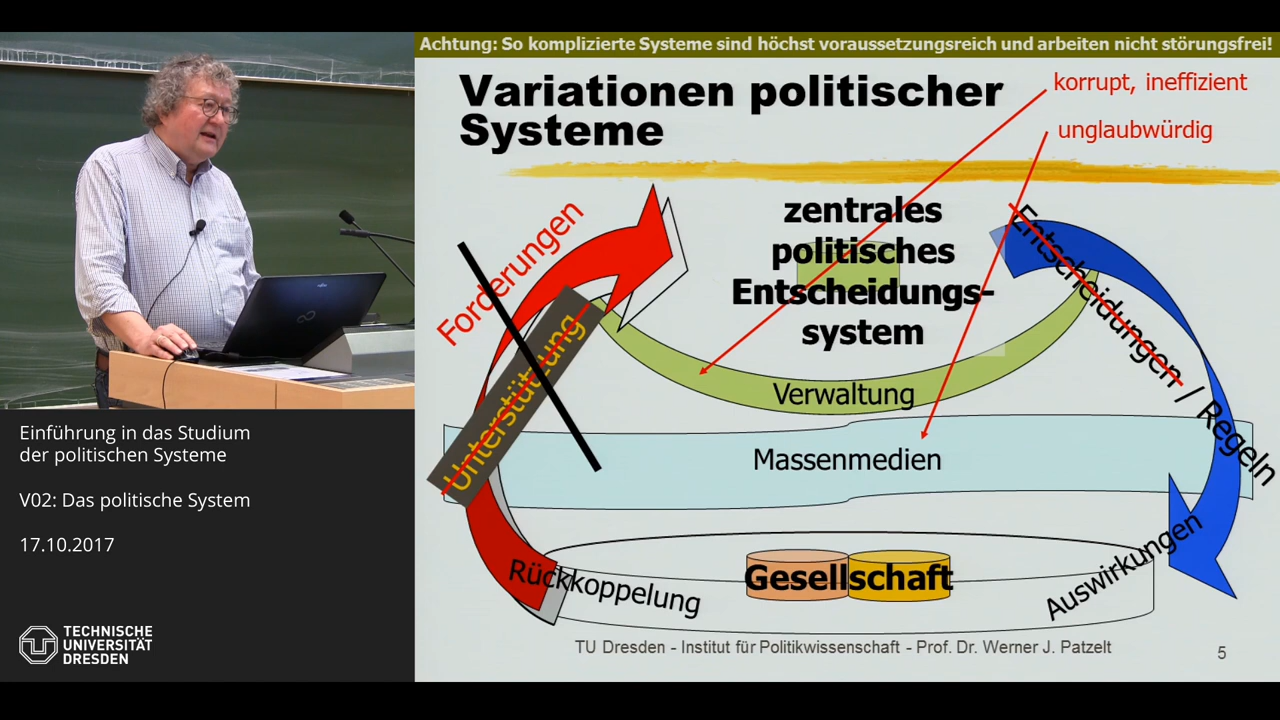 Achtung: So komplizierte Systeme sind höchst voraussetzungsreich und arbeiten nicht störungsfrei!
Variationen politischer
Systeme
korrupt, ineffizient
unglaubwürdig
Forderungen
Unterstützung
zentrales
politisches
Entscheidungs-
system
Entscheidungen / Regeln
Verwaltung
Massenmedien
Rückkoppelung
Gesellschaft
Auswirkungen
TU Dresden - Institut für Politikwissenschaft - Prof. Dr. Werner J. Patzelt
5
Einführung in das Studium
der politischen Systeme
V02: Das politische System
17.10.2017
TECHNISCHE
UNIVERSITÄT
DRESDEN